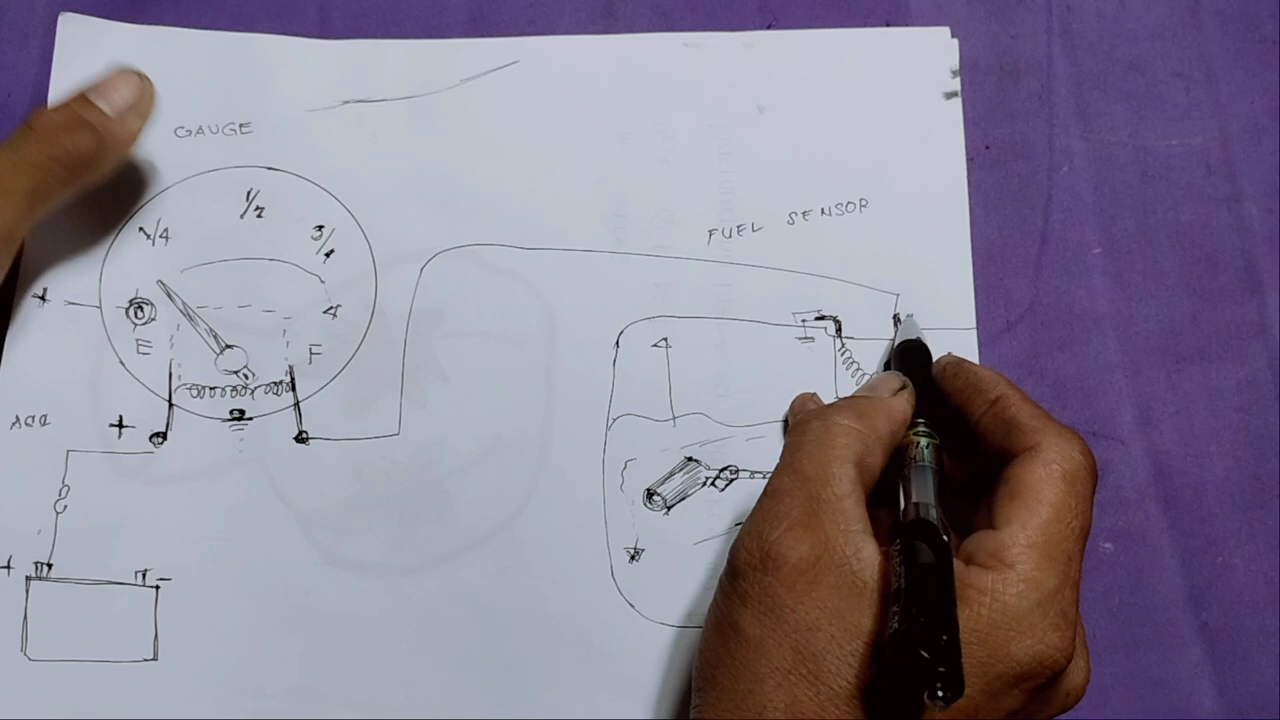 GAUGE
FUEL SENSOR
1/4
1/2
3/4
+
E
F
ACC
+
+
-